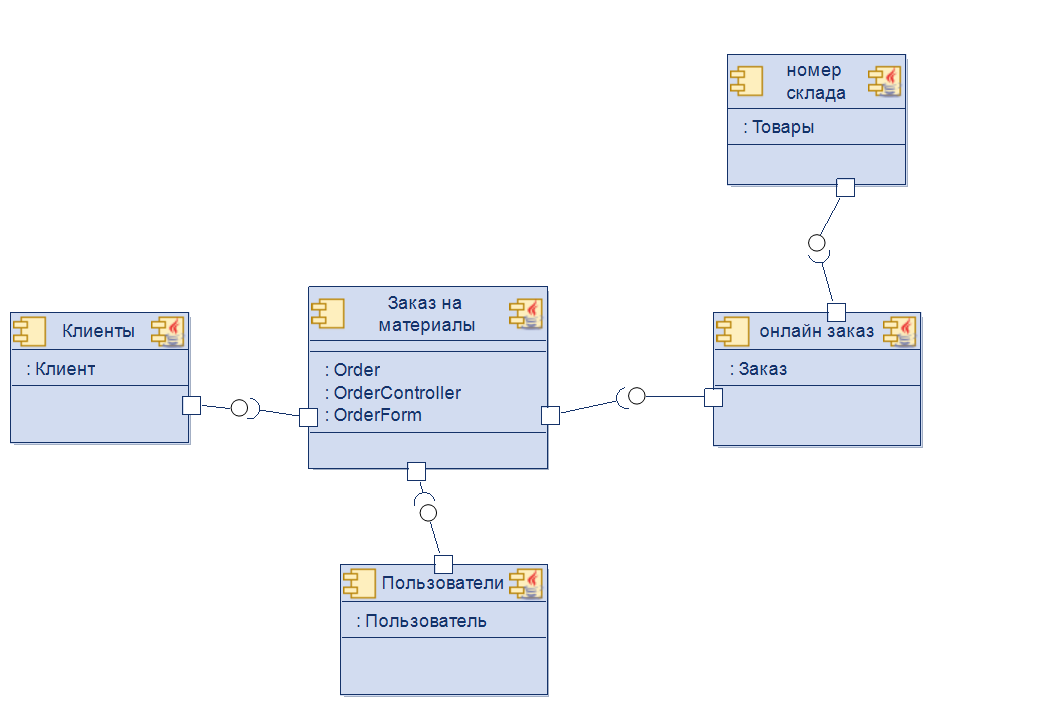 номер
склада
: Товары
Заказ на
материалы
: Order
: OrderController
: OrderForm
Клиенты
: Клиент
онлайн заказ
: Заказ
Пользователи
: Пользователь